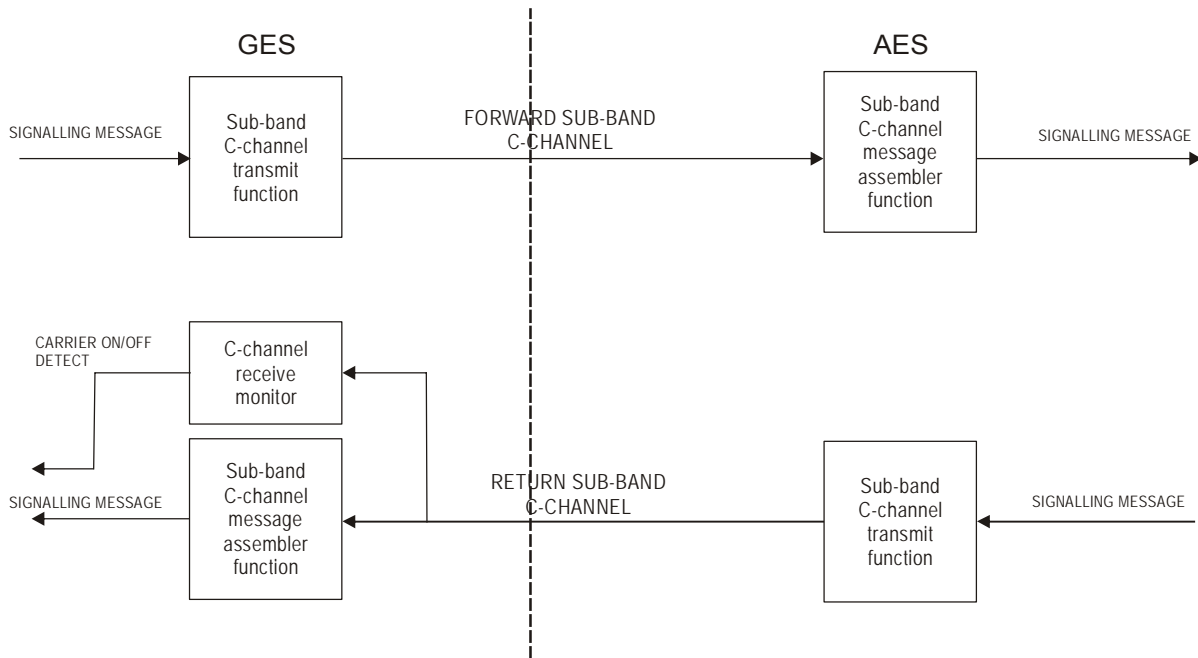 GES
AES
SIGNALLING MESSAGE
Sub-band
C-channel
transmit
function
FORWARD SUB-BAND
C-CHANNEL
Sub-band
C-channel
message
assembler
function
SIGNALLING MESSAGE
CARRIER ON/OFF
DETECT
C-channel
receive
monitor
SIGNALLING MESSAGE
Sub-band
C-channel
message
assembler
function
RETURN SUB-BAND
C-CHANNEL
Sub-band
C-channel
transmit
function
SIGNALLING MESSAGE